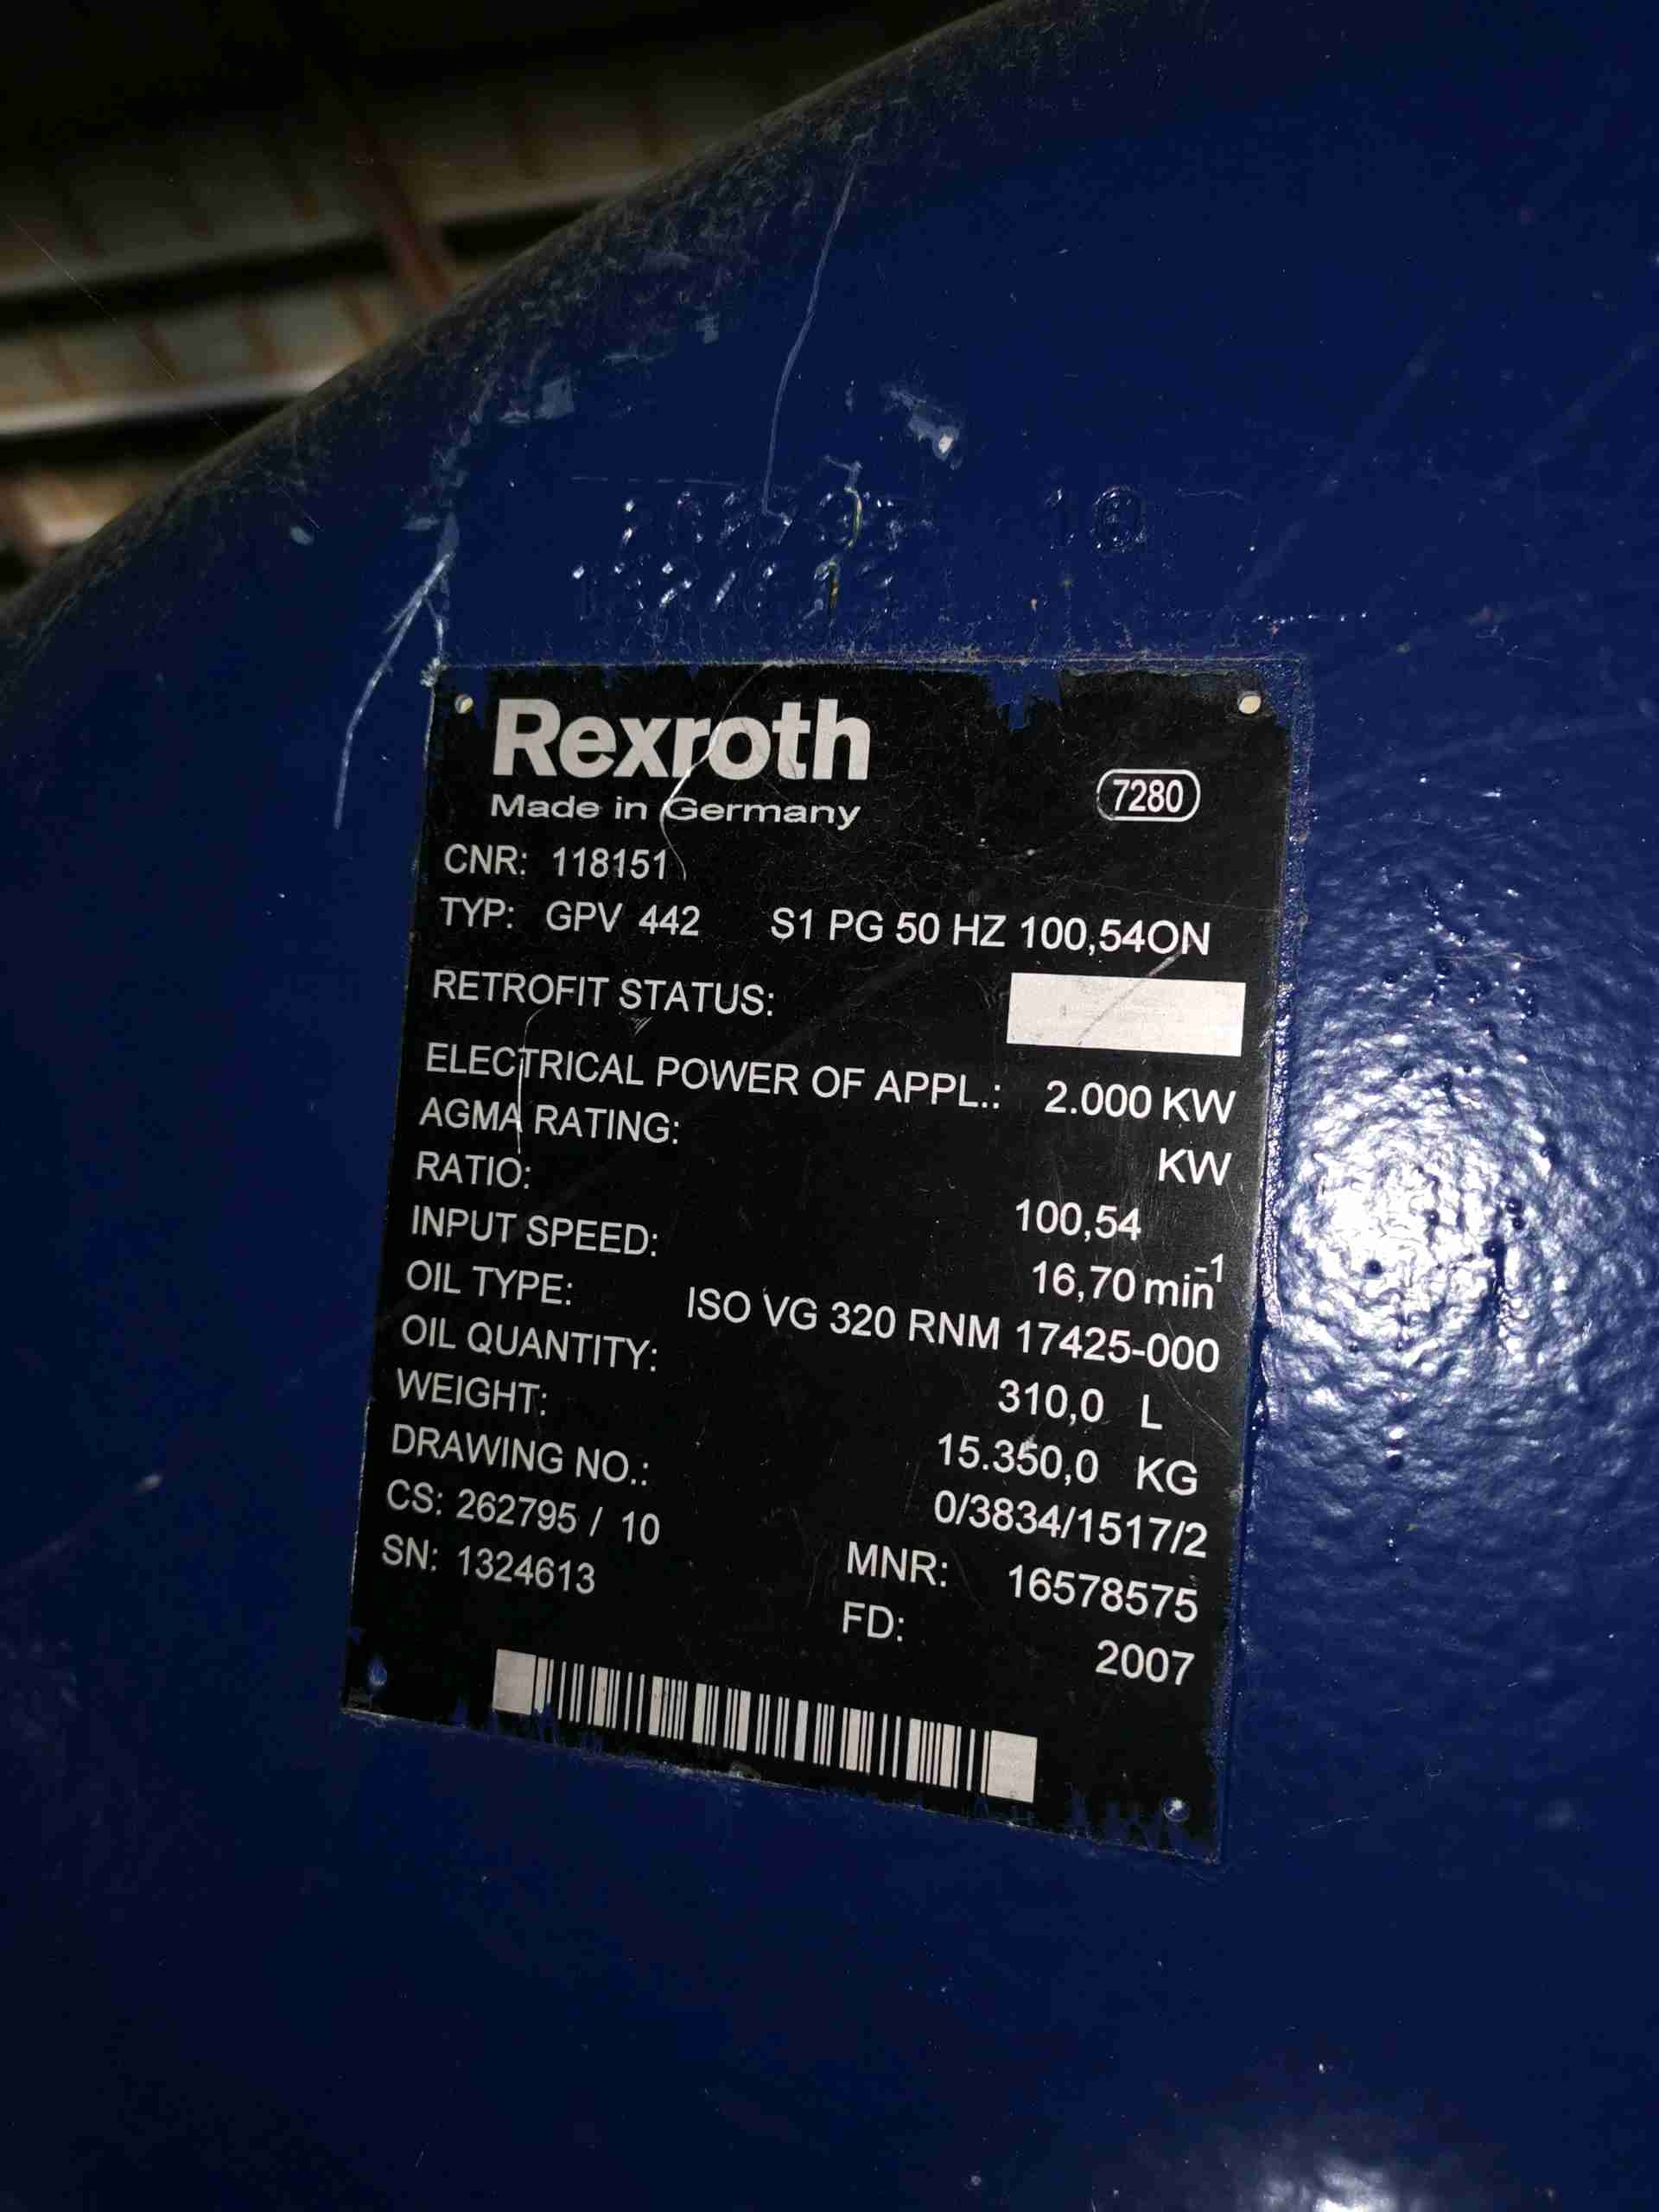 10
Rexroth
Made in Germany
7280
CNR: 118151
TYP: GPV 442 S1 PG 50 HZ 100,54ON
RETROFIT STATUS:
ELECTRICAL POWER OF APPL.: 2.000 KW
AGMA RATING: KW
RATIO: 100,54
INPUT SPEED: 16,70 min-1
OIL TYPE: ISO VG 320 RNM 17425-000
OIL QUANTITY: 310,0 L
WEIGHT: 15.350,0 KG
DRAWING NO.: 0/3834/1517/2
CS: 262795 / 10 MNR: 16578575
SN: 1324613 FD: 2007